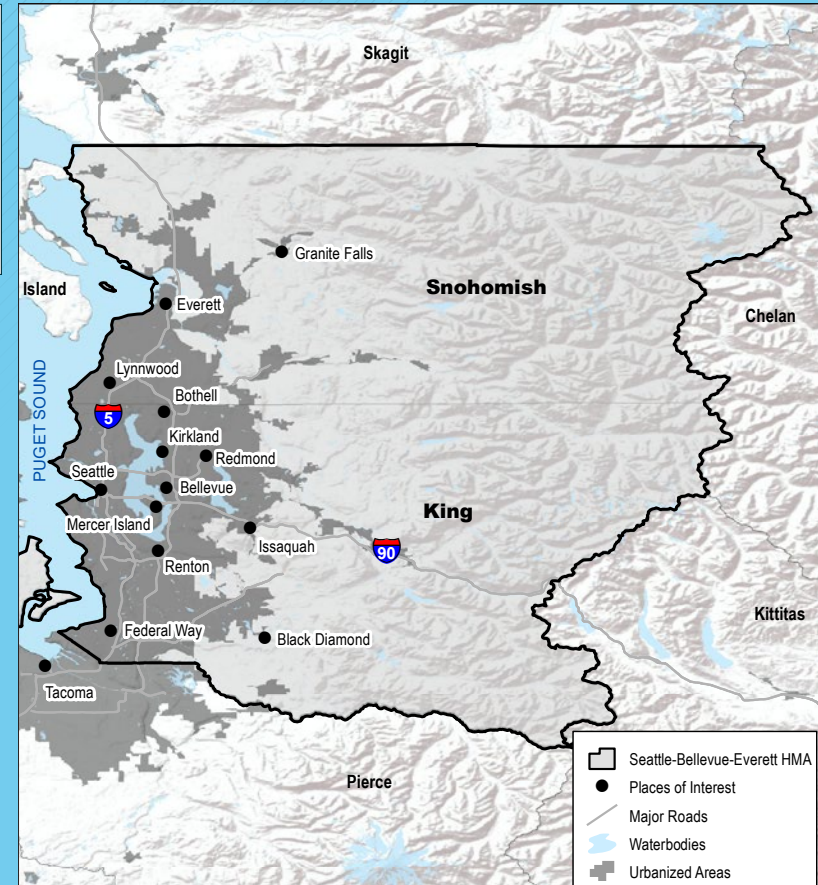 Skagit
Granite Falls
Island
Snohomish
Everett
Chelan
Lynnwood
Bothell
5
PUGET SOUND
Kirkland
Redmond
Seattle
Bellevue
Mercer Island
King
Issaquah
90
Renton
Kittitas
Federal Way
Black Diamond
Tacoma
Pierce
Seattle-Bellevue-Everett HMA
Places of Interest
Major Roads
Waterbodies
Urbanized Areas